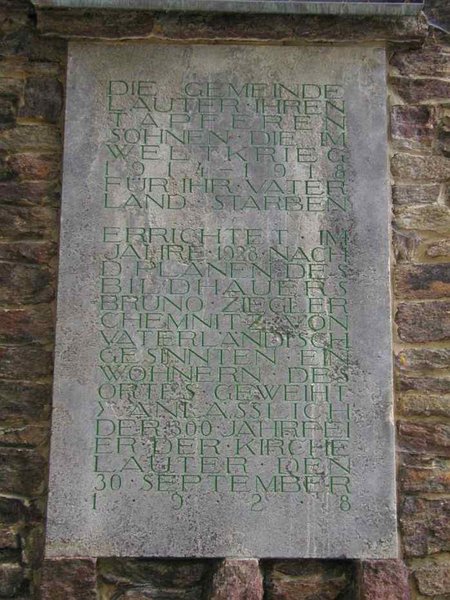 DIE GEMEINDE
LAUTER·IHREN
TAPFEREN
SÖHNEN DIE IM
WELTKRIEG
1914-1918
FÜR IHR VATER
LAND STARBEN
ERRICHTET IM
JAHRE 1928 NACH
D. PLÄNEN DES
BILDHAUERS
BRUNO ZIEGLER
CHEMNITZ·VON
VATERLÄNDISCH
GESINNTEN EIN
WOHNERN DES
ORTES GEWEIHT
ANLÄSSLICH
DER 300 JAHRFEI
ER DER KIRCHE
LAUTER DEN
30 SEPTEMBER
1928